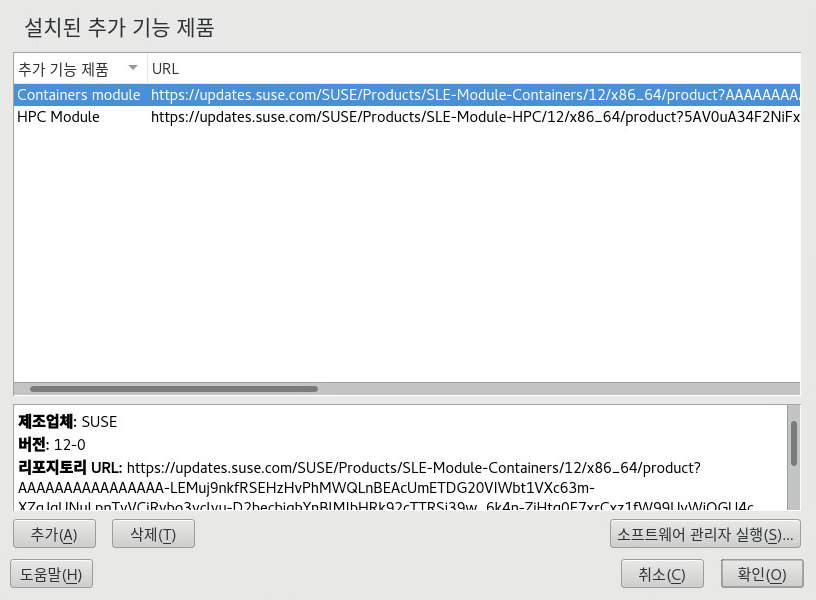 설치된 추가 기능 제품
추가 기능 제품 URL
Containers module https://updates.suse.com/SUSE/Products/SLE-Module-Containers/12/x86_64/product?AAAAAAAA
HPC Module https://updates.suse.com/SUSE/Products/SLE-Module-HPC/12/x86_64/product?5AV0uA34F2NiFx
제조업체: SUSE
버전: 12-0
리포지토리 URL: https://updates.suse.com/SUSE/Products/SLE-Module-Containers/12/x86_64/product?
AAAAAAAAAAAAAAAA-LEMuj9nkfRSEHzHvPhMWQLnBEAcUmETDG20VIWbt1VXc63m-
추가(A) 삭제(T) 소프트웨어 관리자 실행(S)...
도움말(H) 취소(C) 확인(O)